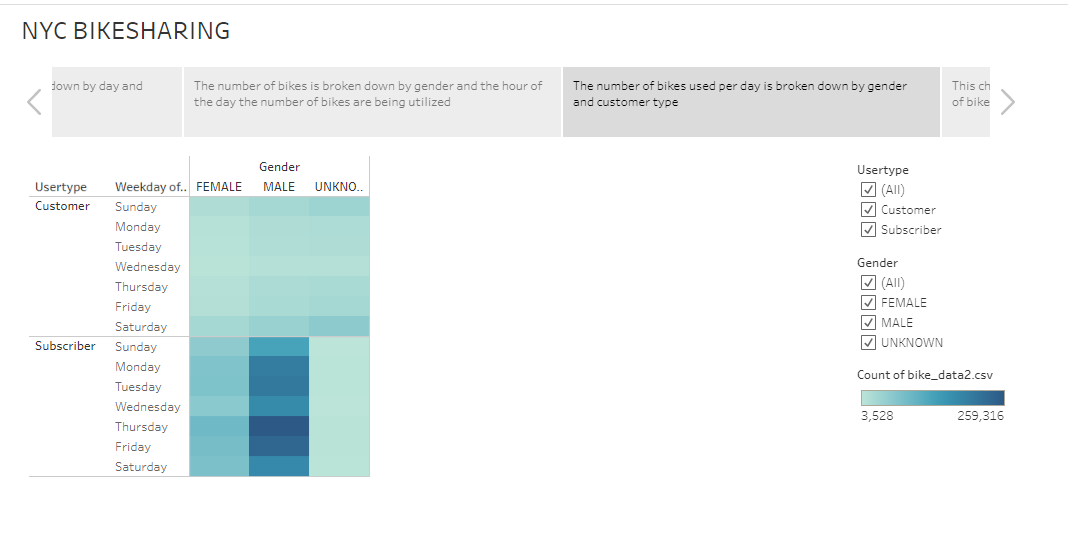 NYC BIKESHARING
down by day and
The number of bikes is broken down by gender and the hour of
the day the number of bikes are being utilized
The number of bikes used per day is broken down by gender
and customer type
This ch
of bike
Gender
Usertype Weekday of.. FEMALE MALE UNKNO..
Customer Sunday
Monday
Tuesday
Wednesday
Thursday
Friday
Saturday
Subscriber Sunday
Monday
Tuesday
Wednesday
Thursday
Friday
Saturday
Usertype
(All)
Customer
Subscriber
Gender
(All)
FEMALE
MALE
UNKNOWN
Count of bike_data2.csv
3,528 259,316